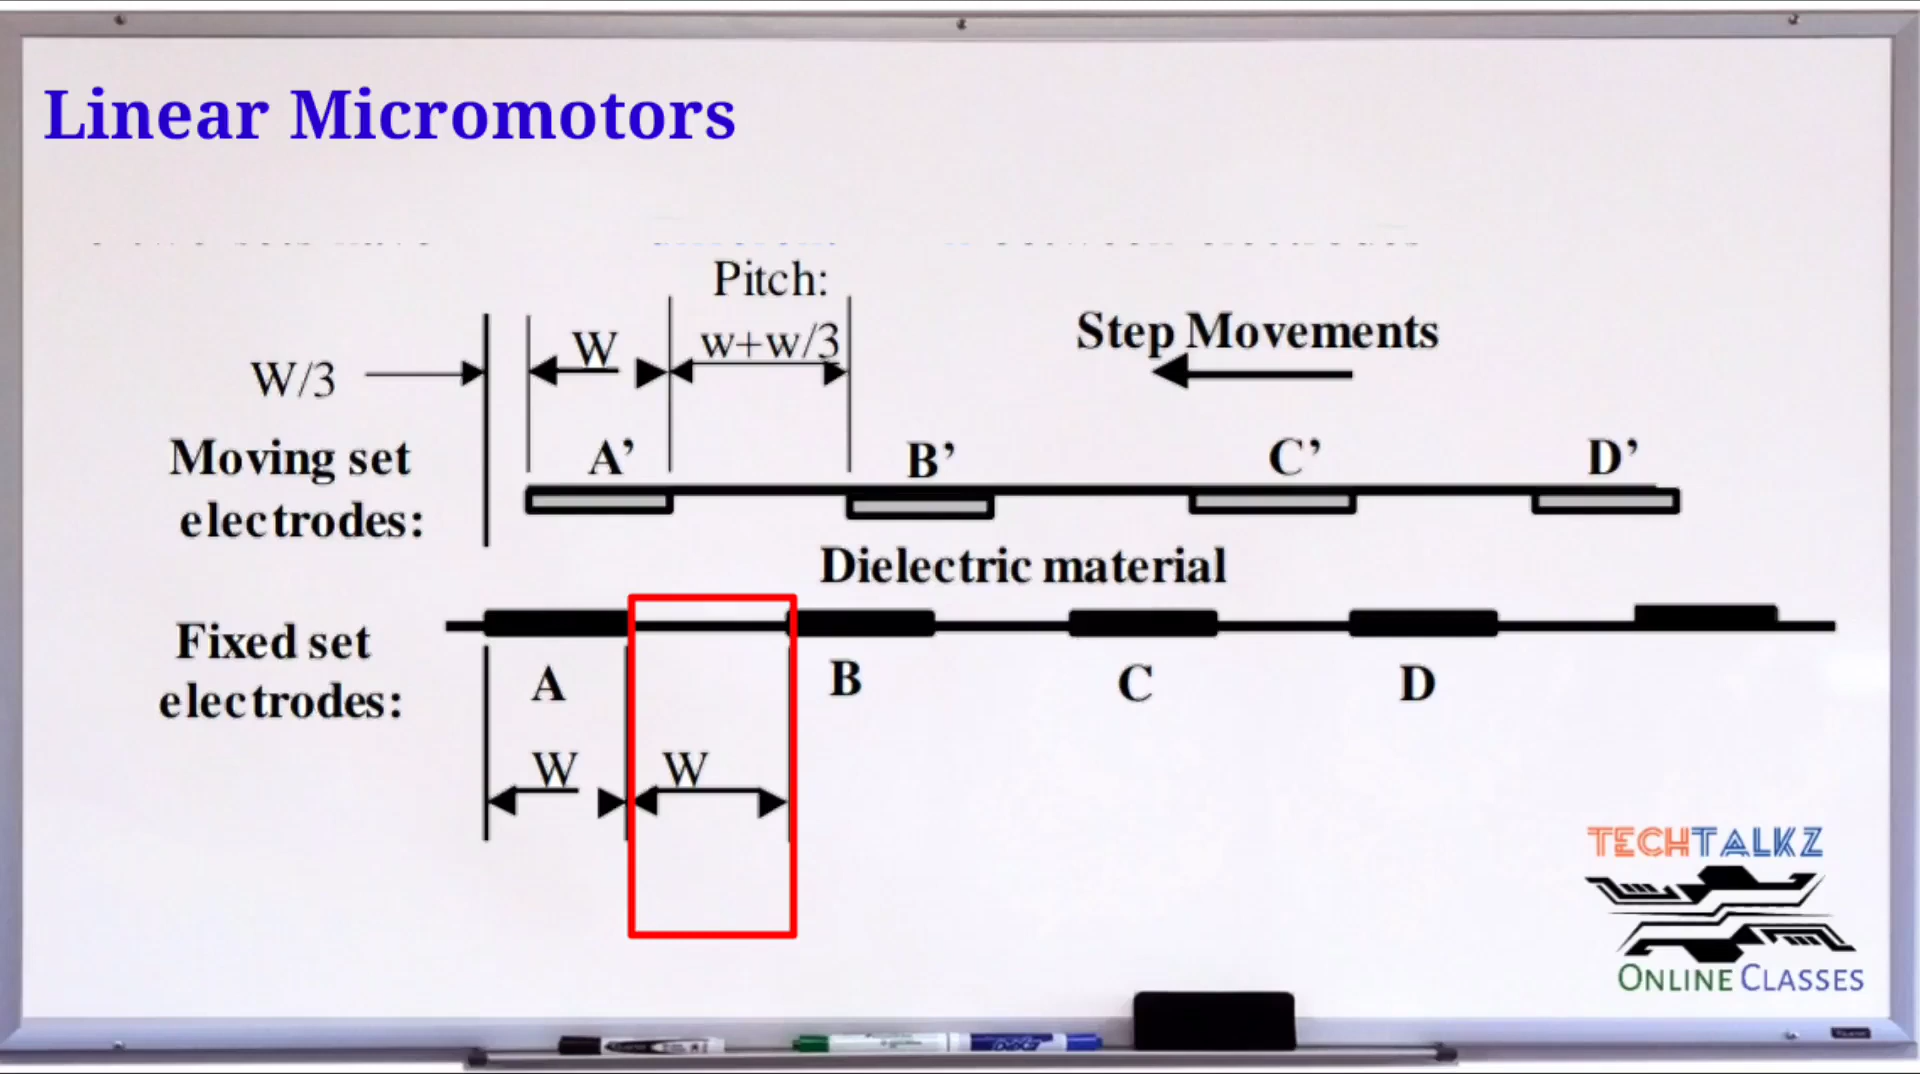 Linear Micromotors
Pitch:
W/3
W
w+w/3
Step Movements
Moving set
electrodes:
A’
B’
C’
D’
Dielectric material
Fixed set
electrodes:
A
B
C
D
W
W
TECHTALKZ
ONLINE CLASSES